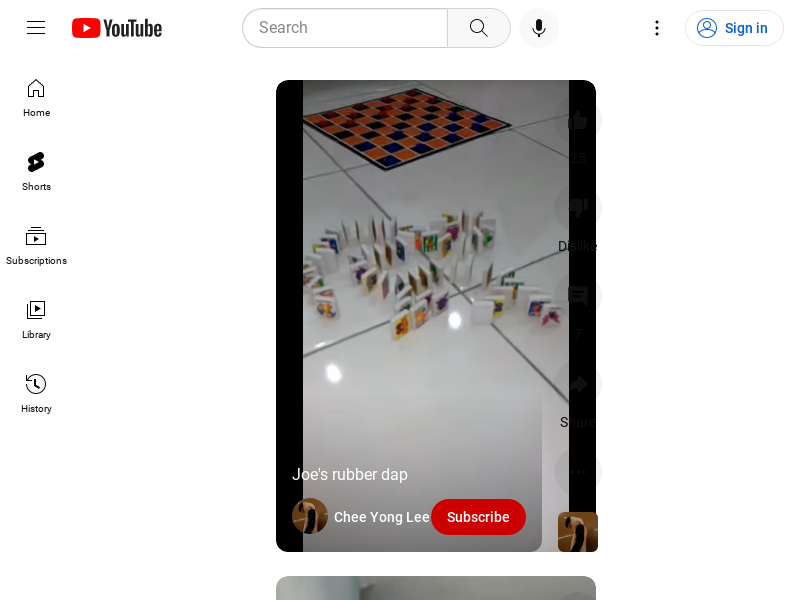 YouTube
Search
Sign in
Home
Shorts
Subscriptions
Library
History
25
Dislike
7
Share
Joe's rubber dap
Chee Yong Lee
Subscribe